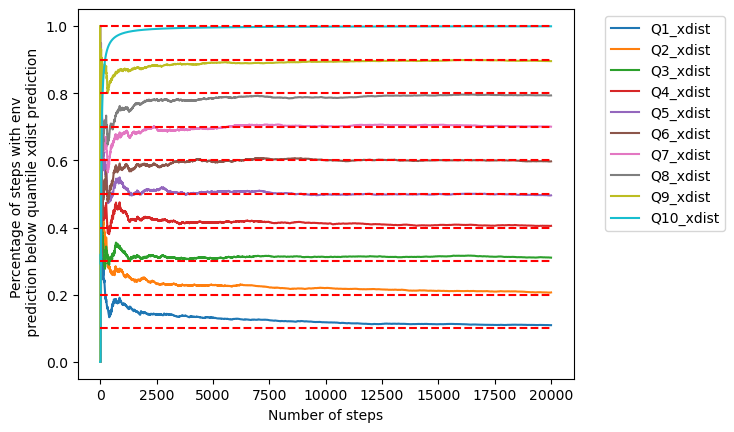 Percentage of steps with env
prediction below quantile xdist prediction
1.0
0.8
0.6
0.4
0.2
0.0
0
2500
5000
7500
10000
12500
15000
17500
20000
Number of steps
Q1_xdist
Q2_xdist
Q3_xdist
Q4_xdist
Q5_xdist
Q6_xdist
Q7_xdist
Q8_xdist
Q9_xdist
Q10_xdist